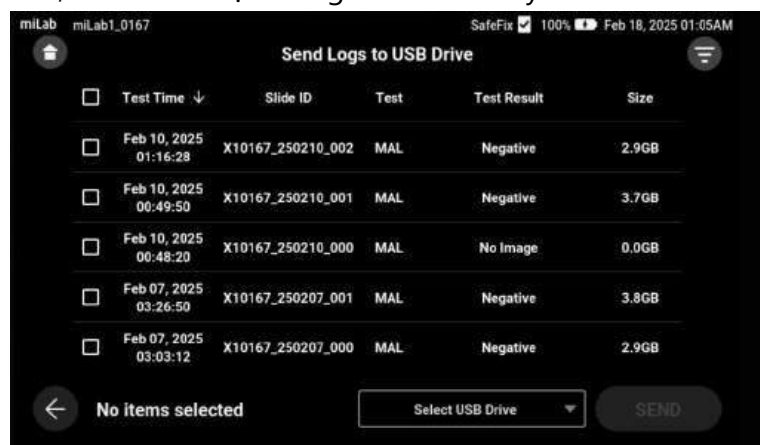 miLab miLab1_0167 SafeFix 100% Feb 18, 2025 01:05AM
Send Logs to USB Drive
Test Time ↓ Slide ID Test Test Result Size
Feb 10, 2025
01:16:28 X10167_250210_002 MAL Negative 2.9GB
Feb 10, 2025
00:49:50 X10167_250210_001 MAL Negative 3.7GB
Feb 10, 2025
00:48:20 X10167_250210_000 MAL No Image 0.0GB
Feb 07, 2025
03:26:50 X10167_250207_001 MAL Negative 3.8GB
Feb 07, 2025
03:03:12 X10167_250207_000 MAL Negative 2.9GB
No items selected Select USB Drive SEND